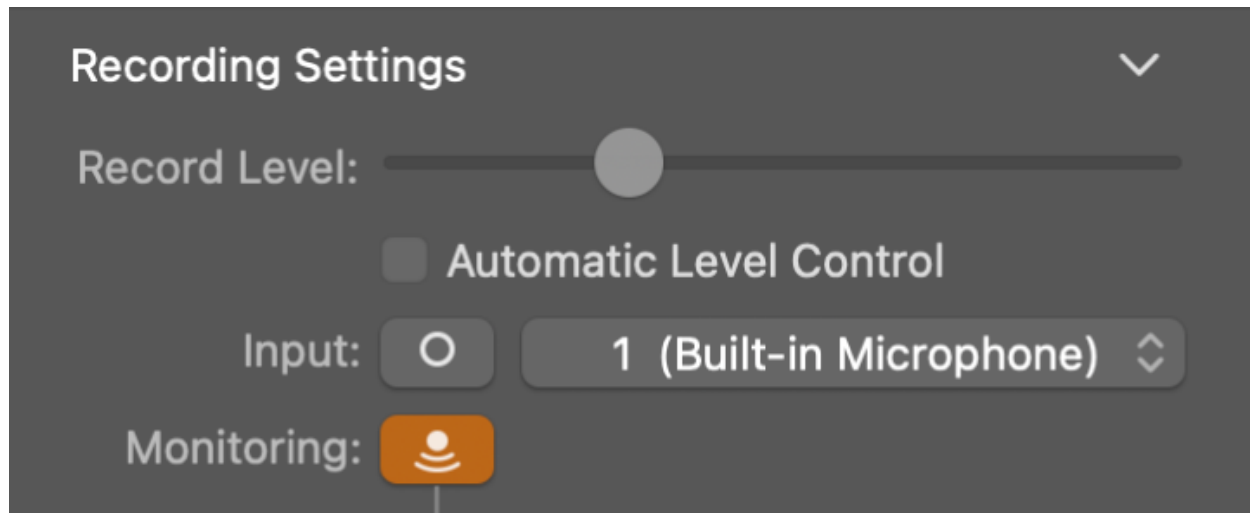 Recording Settings
Record Level:
Automatic Level Control
Input: 1 (Built-in Microphone)
Monitoring: